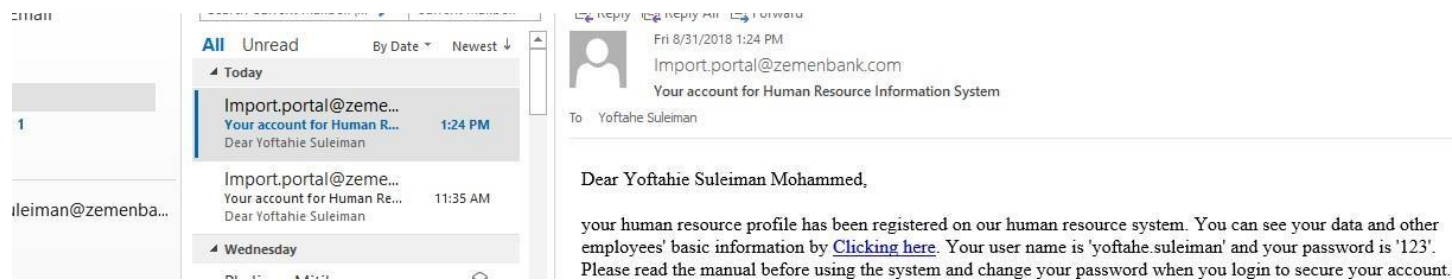 All Unread By Date Newest
Today
Import.portal@zeme...
Your account for Human R... 1:24 PM
Dear Yoftahie Suleiman
Import.portal@zeme...
Your account for Human Re... 11:35 AM
Dear Yoftahie Suleiman
Wednesday
1
uleiman@zemenba...
Reply Reply All Forward
Fri 8/31/2018 1:24 PM
Import.portal@zemenbank.com
Your account for Human Resource Information System
To Yoftahe Suleiman
Dear Yoftahie Suleiman Mohammed,
your human resource profile has been registered on our human resource system. You can see your data and other
employees' basic information by Clicking here. Your user name is 'yoftahe.suleiman' and your password is '123'.
Please read the manual before using the system and change your password when you login to secure your account.